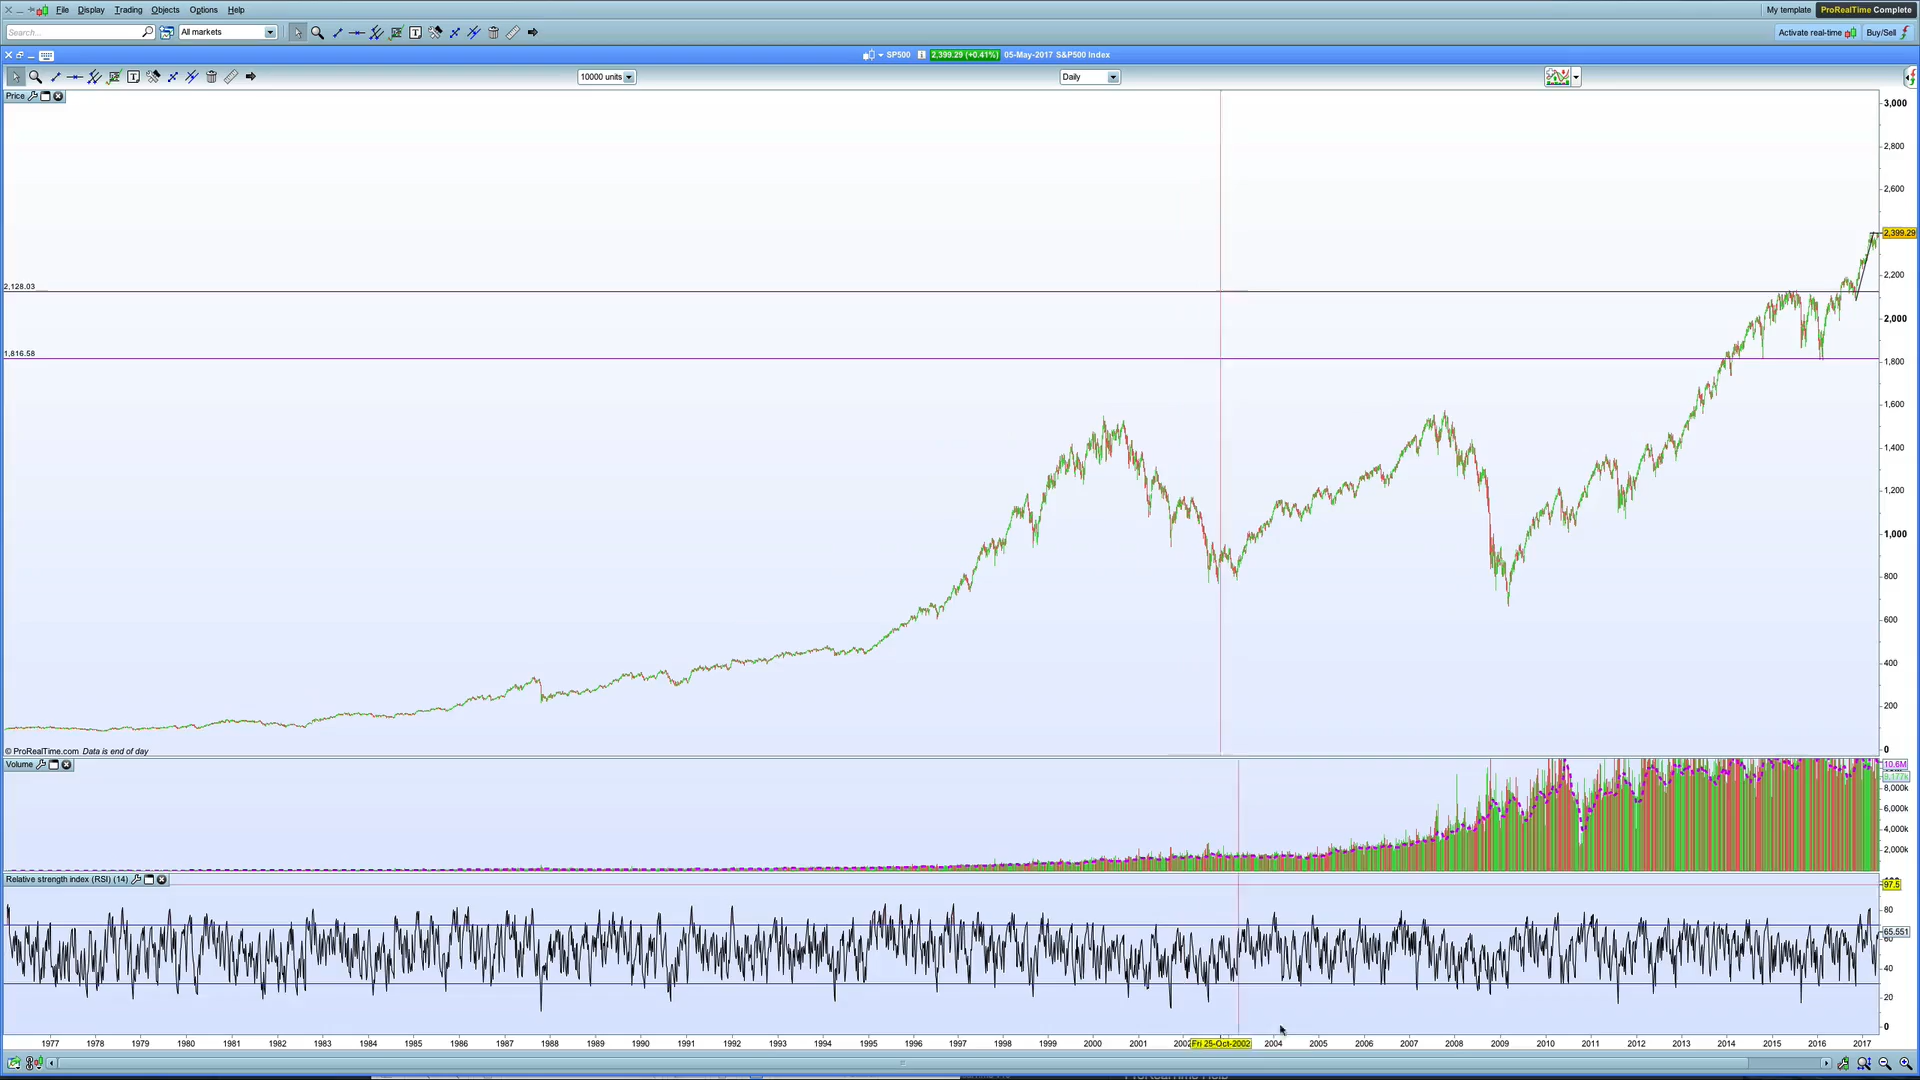 File Display Trading Objects Options Help My template ProRealTime Complete
Search... All markets Activate real-time Buy/Sell
SP500 2,399.29 (+0.41%) 05-May-2017 S&P500 Index
10000 units Daily
Price
3,000
2,800
2,600
2,399.29
2,200
2,128.03
2,000
1,816.58
1,800
1,600
1,400
1,200
1,000
800
600
400
200
0
© ProRealTime.com Data is end of day
Volume
10.6M
9,177k
8,000k
6,000k
4,000k
2,000k
Relative strength index (RSI) (14)
97.5
80
65.551
40
20
0
1977 1978 1979 1980 1981 1982 1983 1984 1985 1986 1987 1988 1989 1990 1991 1992 1993 1994 1995 1996 1997 1998 1999 2000 2001 Fri 25-Oct-2002 2004 2005 2006 2007 2008 2009 2010 2011 2012 2013 2014 2015 2016 2017